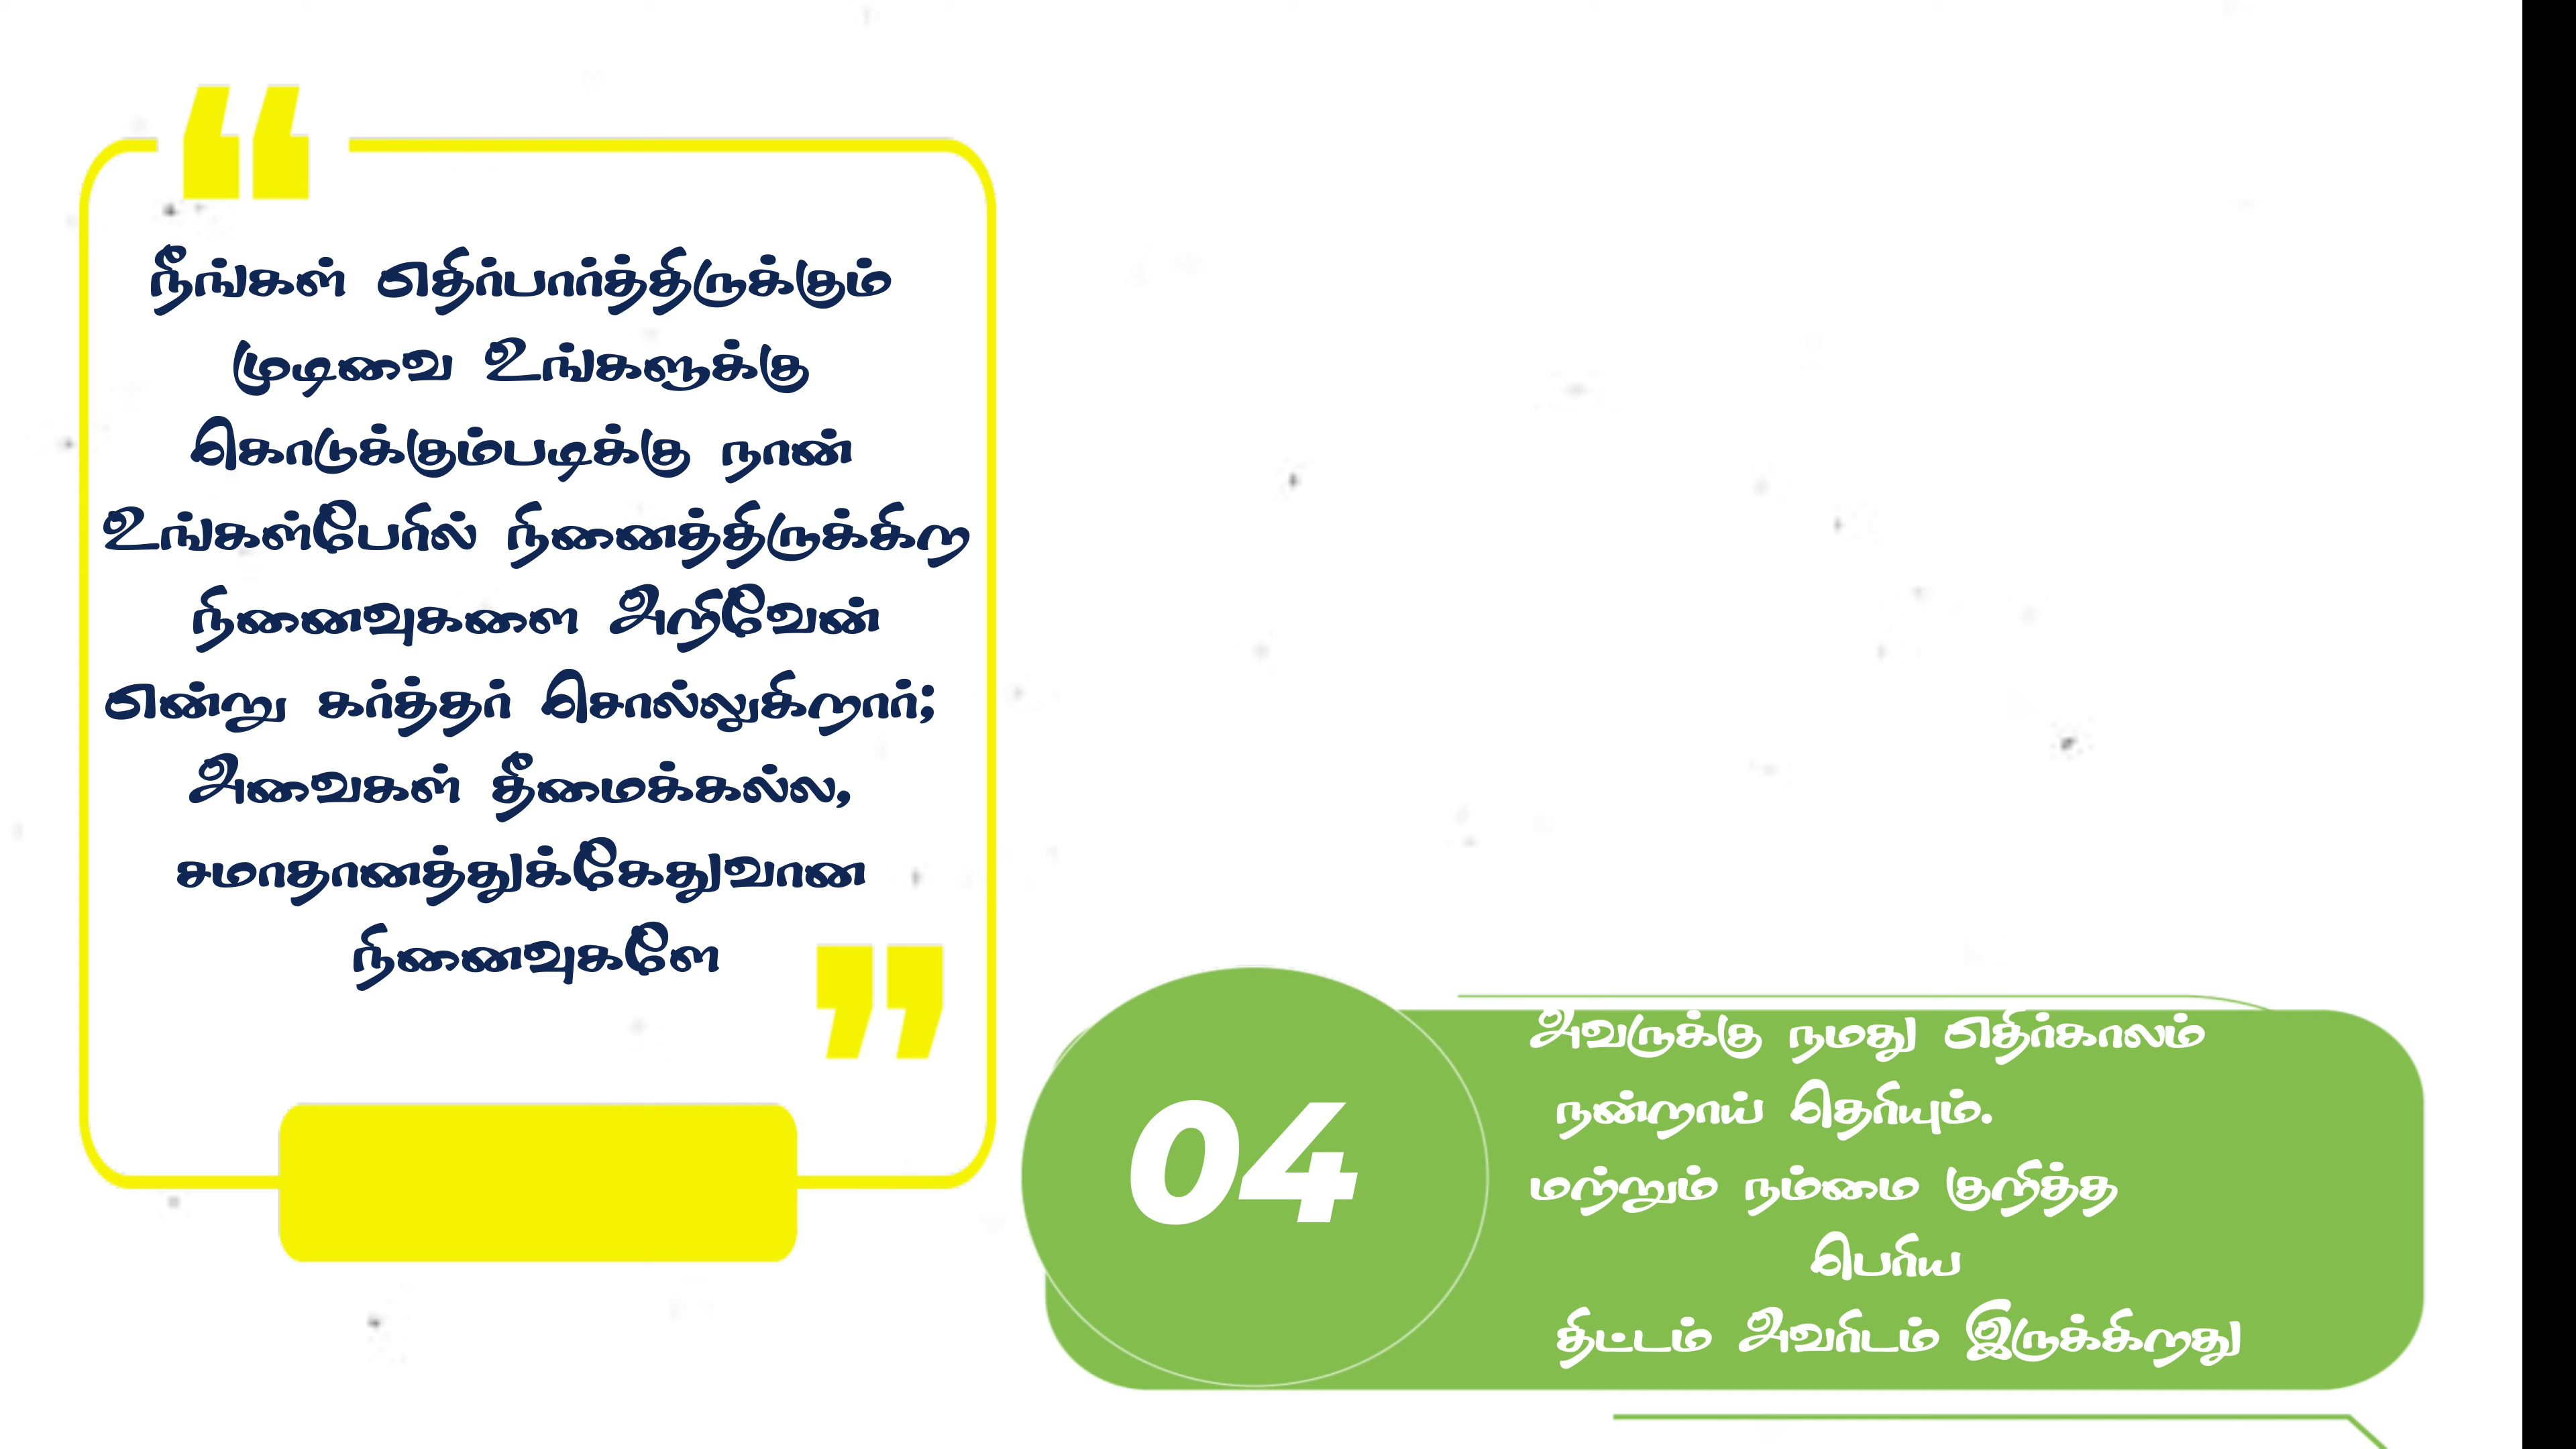 நீங்கள் எதிர்பார்த்திருக்கும்
முடிவை உங்களுக்கு
கொடுக்கும்படிக்கு நான்
உங்கள்பேரில் நினைத்திருக்கிற
நினைவுகளை அறிவேன்
என்று கர்த்தர் சொல்லுகிறார்;
அவைகள் தீமைக்கல்ல,
சமாதானத்துக்கேதுவான
நினைவுகளே
04
அவருக்கு நமது எதிர்காலம்
நன்றாய் தெரியும்.
மற்றும் நம்மை குறித்த
பெரிய
திட்டம் அவரிடம் இருக்கிறது